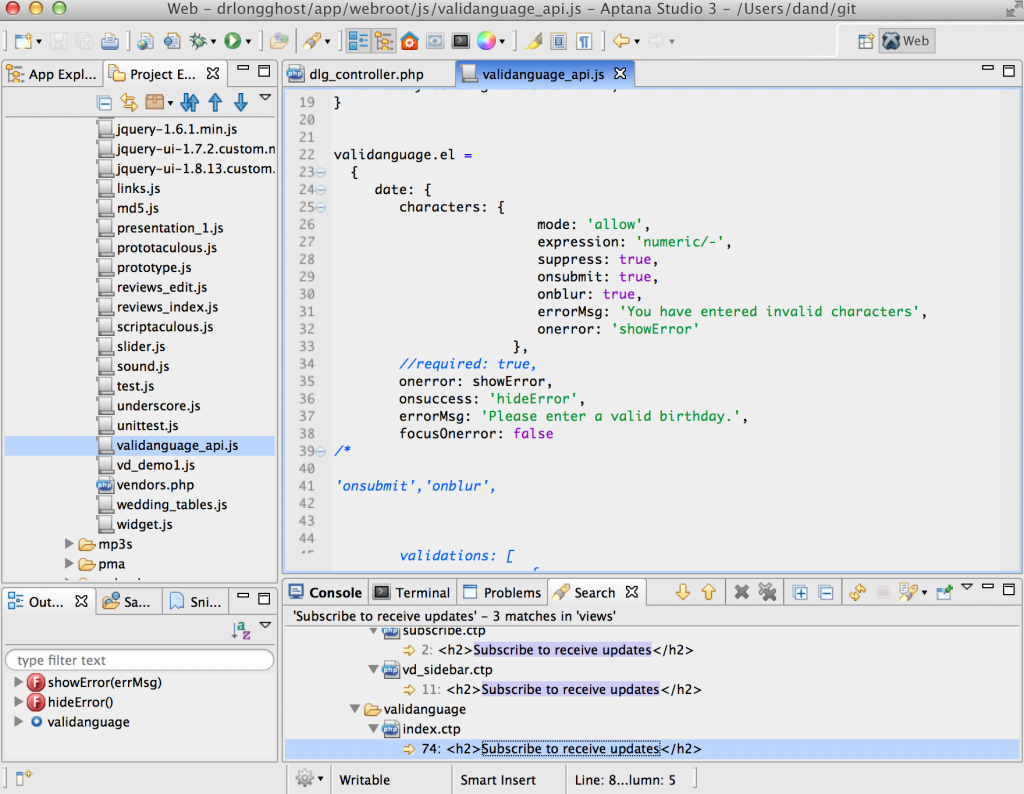 Web - drlongghost/app/webroot/js/validanguage_api.js - Aptana Studio 3 - /Users/dand/git
Web
App Expl...
Project E...
dlg_controller.php
validanguage_api.js
jquery-1.6.1.min.js
jquery-ui-1.7.2.custom.n
jquery-ui-1.8.13.custom.
links.js
md5.js
presentation_1.js
prototaculous.js
prototype.js
reviews_edit.js
reviews_index.js
scriptaculous.js
slider.js
sound.js
test.js
underscore.js
unittest.js
validanguage_api.js
vd_demo1.js
vendors.php
wedding_tables.js
widget.js
mp3s
pma
19 }
20
21
22 validanguage.el =
23 {
24 date: {
25 characters: {
26 mode: 'allow',
27 expression: 'numeric/-',
28 suppress: true,
29 onsubmit: true,
30 onblur: true,
31 errorMsg: 'You have entered invalid characters',
32 onerror: 'showError'
33 },
34 //required: true,
35 onerror: showError,
36 onsuccess: 'hideError',
37 errorMsg: 'Please enter a valid birthday.',
38 focusOnerror: false
39 /*
40
41 'onsubmit','onblur',
42
43
44
validations: [
Out...
Sa...
Sni...
type filter text
showError(errMsg)
hideError()
validanguage
Console
Terminal
Problems
Search
'Subscribe to receive updates' - 3 matches in 'views'
subscribe.ctp
2: <h2>Subscribe to receive updates</h2>
vd_sidebar.ctp
11: <h2>Subscribe to receive updates</h2>
validanguage
index.ctp
74: <h2>Subscribe to receive updates</h2>
Writable
Smart Insert
Line: 8...lumn: 5